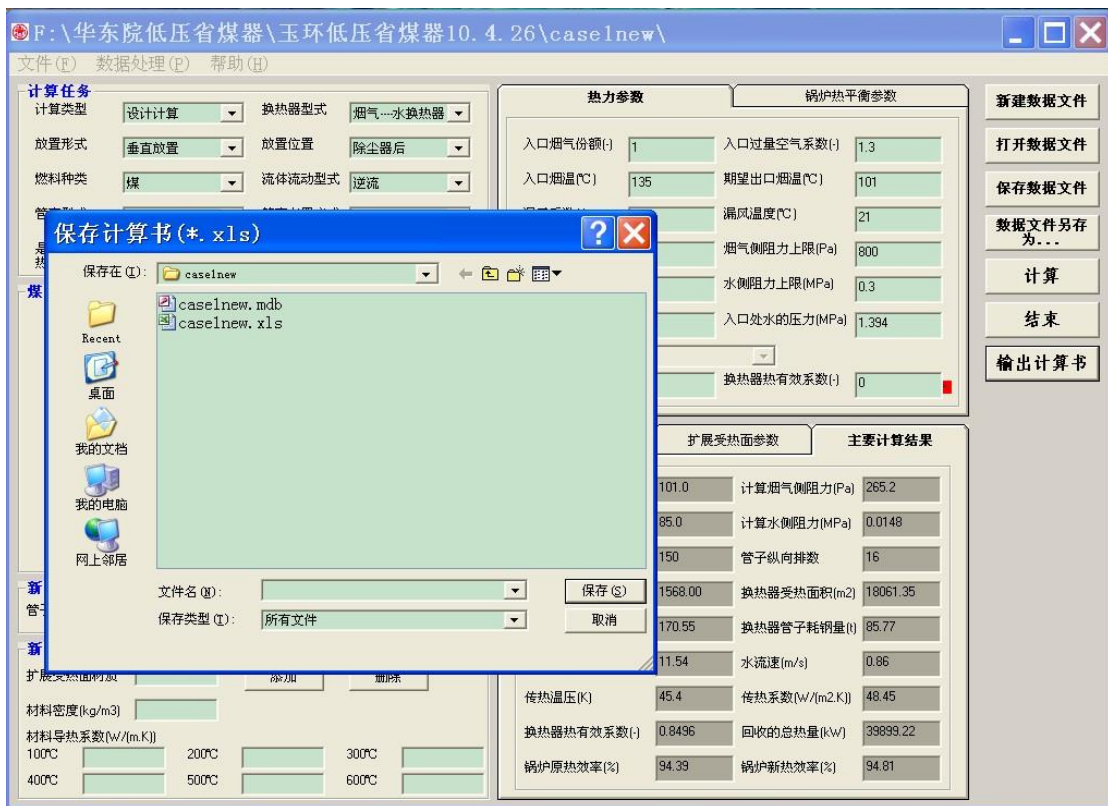 F:\华东院低压省煤器\玉环低压省煤器10.4.26\case1new\
文件(F) 数据处理(P) 帮助(H)
计算任务
计算类型 设计计算 换热器型式 烟气---水换热器
放置形式 垂直放置 放置位置 除尘器后
燃料种类 煤 流体流动型式 逆流
热力参数 锅炉热平衡参数
入口烟气份额(-) 1 入口过量空气系数(-) 1.3
入口烟温(℃) 135 期望出口烟温(℃) 101
漏风温度(℃) 21
烟气侧阻力上限(Pa) 800
水侧阻力上限(MPa) 0.3
入口处水的压力(MPa) 1.394
换热器热有效系数(-) 0
新建数据文件
打开数据文件
保存数据文件
数据文件另存为...
计算
结束
输出计算书
保存计算书(*.xls)
保存在(I): case1new
case1new.mdb
case1new.xls
Recent
桌面
我的文档
我的电脑
网上邻居
文件名(N): 保存(S)
保存类型(T): 所有文件 取消
煤
新
新
扩展受热面参数 主要计算结果
101.0 计算烟气侧阻力(Pa) 265.2
85.0 计算水侧阻力(MPa) 0.0148
150 管子纵向排数 16
1568.00 换热器受热面积(m2) 18061.35
170.55 换热器管子耗钢量(t) 85.77
11.54 水流速(m/s) 0.86
传热温压(K) 45.4 传热系数(W/(m2.K)) 48.45
换热器热有效系数(-) 0.8496 回收的总热量(kW) 39899.22
锅炉原热效率(%) 94.39 锅炉新热效率(%) 94.81
扩展受热面材质 添加 删除
材料密度(kg/m3)
材料导热系数(W/(m.K))
100℃ 200℃ 300℃
400℃ 500℃ 600℃